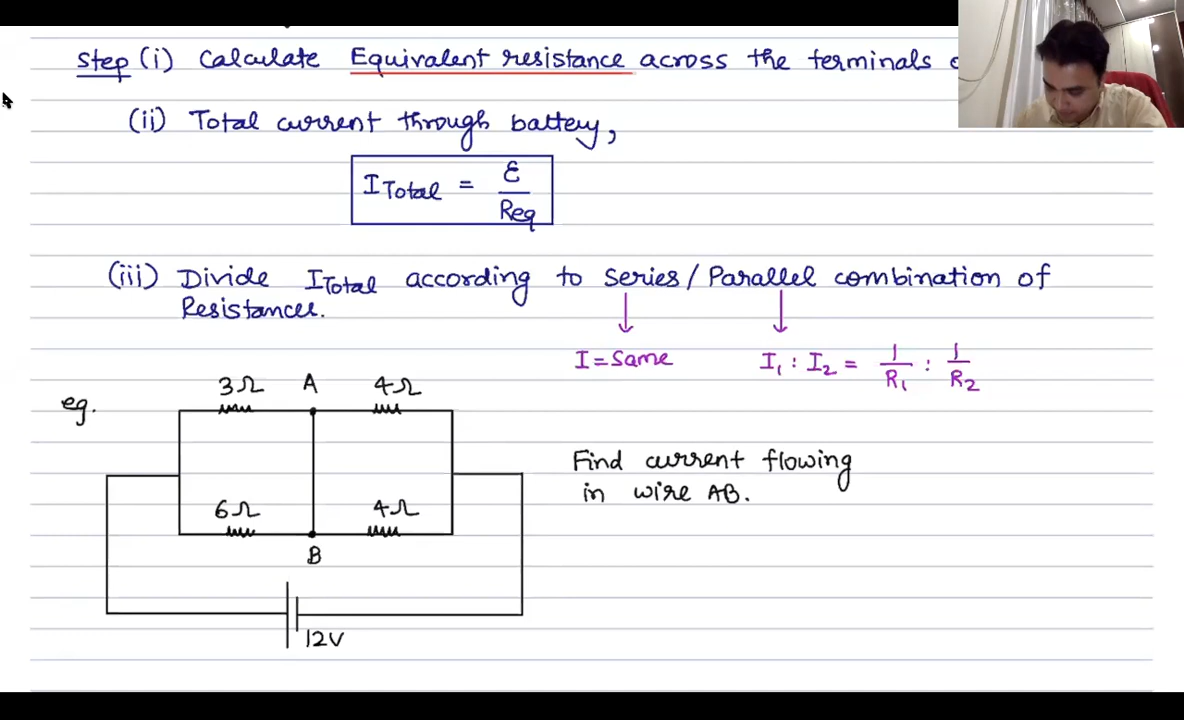 Step (i) Calculate Equivalent resistance across the terminals
(ii) Total current through battery,
I Total = ε / Req
(iii) Divide I Total according to Series / Parallel combination of
Resistances.
I = Same I₁ : I₂ = 1/R₁ : 1/R₂
eg. 3Ω A 4Ω
Find current flowing
in wire AB.
6Ω 4Ω
B
12V